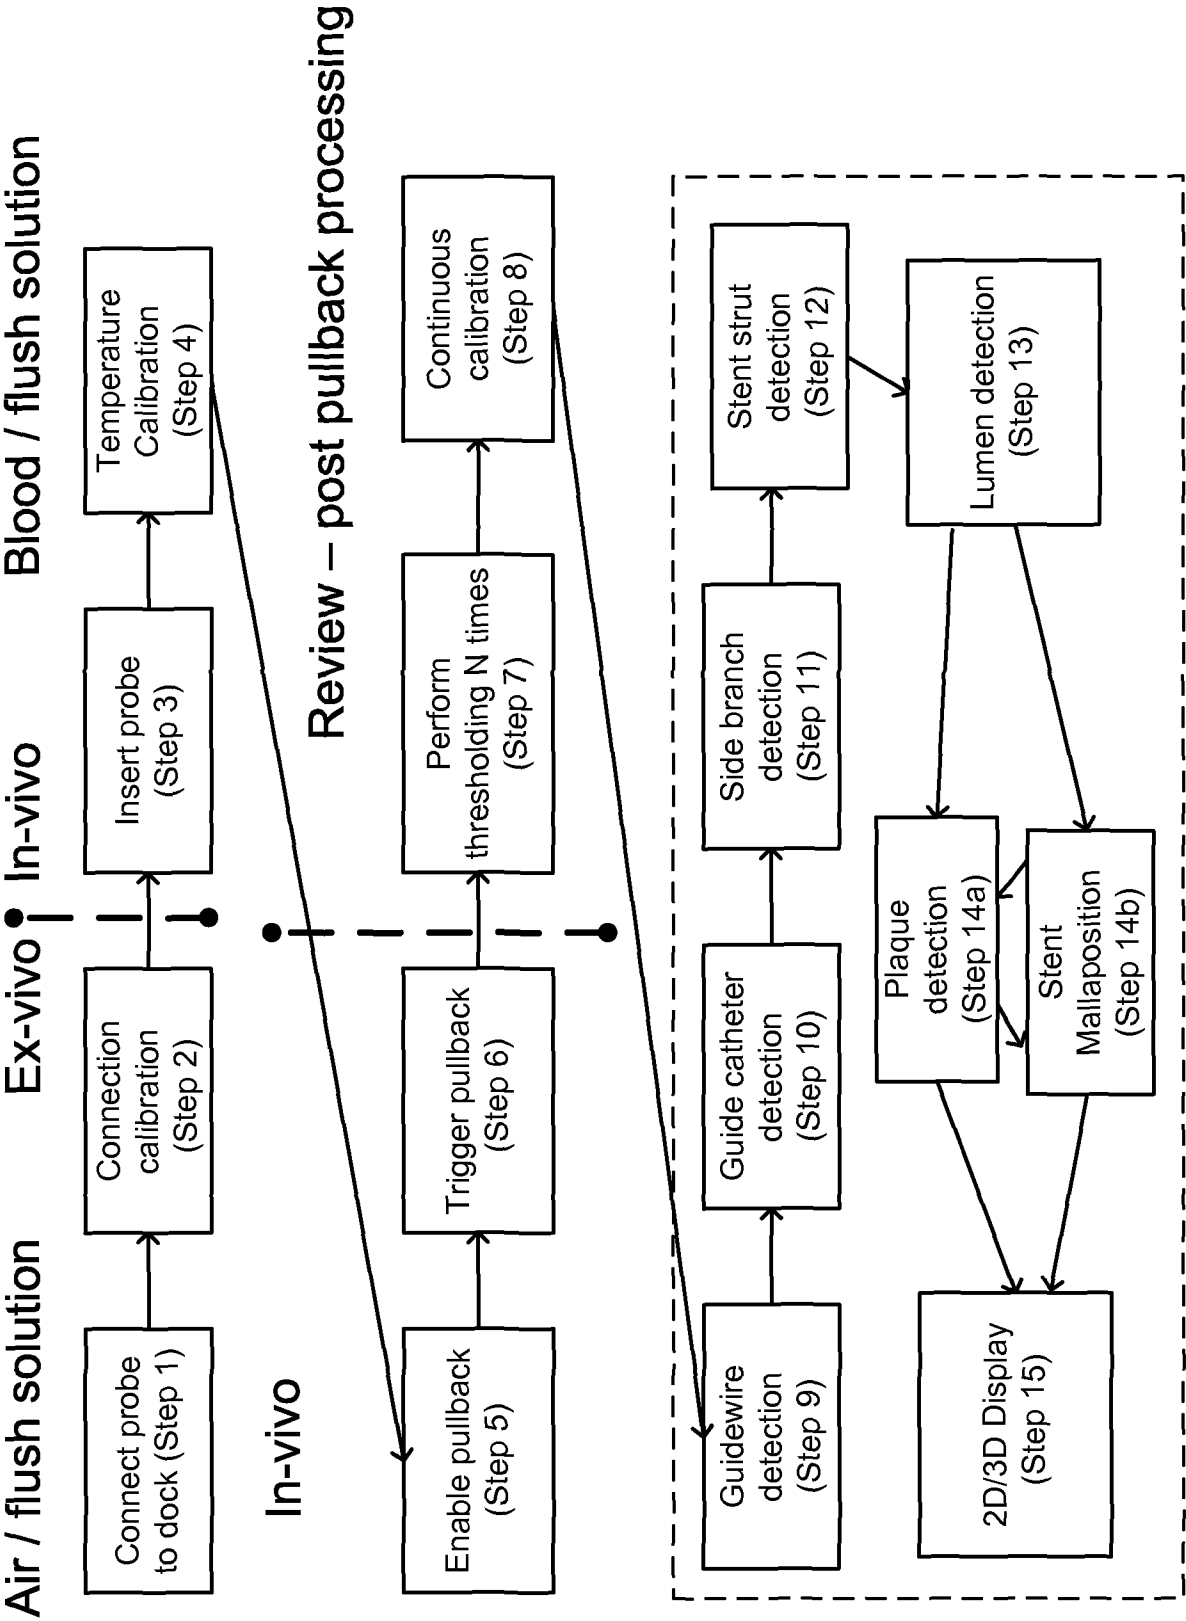 Air / flush solution
Blood / flush solution
Ex-vivo
In-vivo
Connect probe
to dock (Step 1)
Connection
calibration
(Step 2)
Insert probe
(Step 3)
Temperature
Calibration
(Step 4)
In-vivo
Review – post pullback processing
Enable pullback
(Step 5)
Trigger pullback
(Step 6)
Perform
thresholding N times
(Step 7)
Continuous
calibration
(Step 8)
Guidewire
detection
(Step 9)
Guide catheter
detection
(Step 10)
Side branch
detection
(Step 11)
Stent strut
detection
(Step 12)
Lumen detection
(Step 13)
Plaque
detection
(Step 14a)
Stent
Mallaposition
(Step 14b)
2D/3D Display
(Step 15)